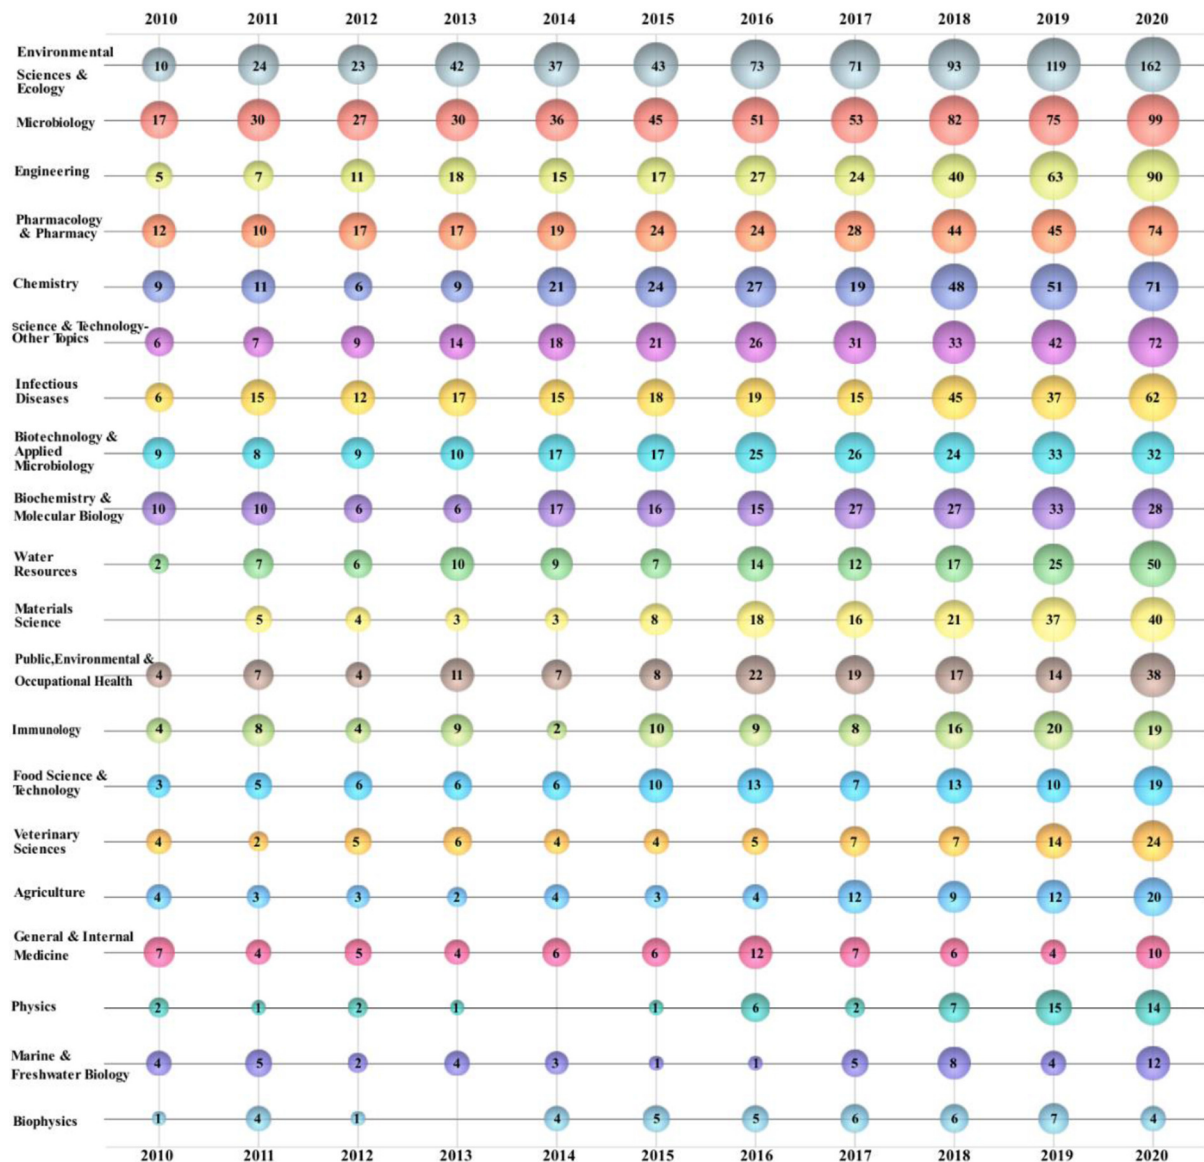 2010 2011 2012 2013 2014 2015 2016 2017 2018 2019 2020
Environmental
Sciences &
Ecology
10 24 23 42 37 43 73 71 93 119 162
Microbiology
17 30 27 30 36 45 51 53 82 75 99
Engineering
5 7 11 18 15 17 27 24 40 63 90
Pharmacology
& Pharmacy
12 10 17 17 19 24 24 28 44 45 74
Chemistry
9 11 6 9 21 24 27 19 48 51 71
Science & Technology-
Other Topics
6 7 9 14 18 21 26 31 33 42 72
Infectious
Diseases
6 15 12 17 15 18 19 15 45 37 62
Biotechnology &
Applied
Microbiology
9 8 9 10 17 17 25 26 24 33 32
Biochemistry &
Molecular Biology
10 10 6 6 17 16 15 27 27 33 28
Water
Resources
2 7 6 10 9 7 14 12 17 25 50
Materials
Science
5 4 3 3 8 18 16 21 37 40
Public,Environmental &
Occupational Health
4 7 4 11 7 8 22 19 17 14 38
Immunology
4 8 4 9 2 10 9 8 16 20 19
Food Science &
Technology
3 5 6 6 6 10 13 7 13 10 19
Veterinary
Sciences
4 2 5 6 4 4 5 7 7 14 24
Agriculture
4 3 3 2 4 3 4 12 9 12 20
General & Internal
Medicine
7 4 5 4 6 6 12 7 6 4 10
Physics
2 1 2 1 1 6 2 7 15 14
Marine &
Freshwater Biology
4 5 2 4 3 1 1 5 8 4 12
Biophysics
1 4 1 4 5 5 6 6 7 4
2010 2011 2012 2013 2014 2015 2016 2017 2018 2019 2020